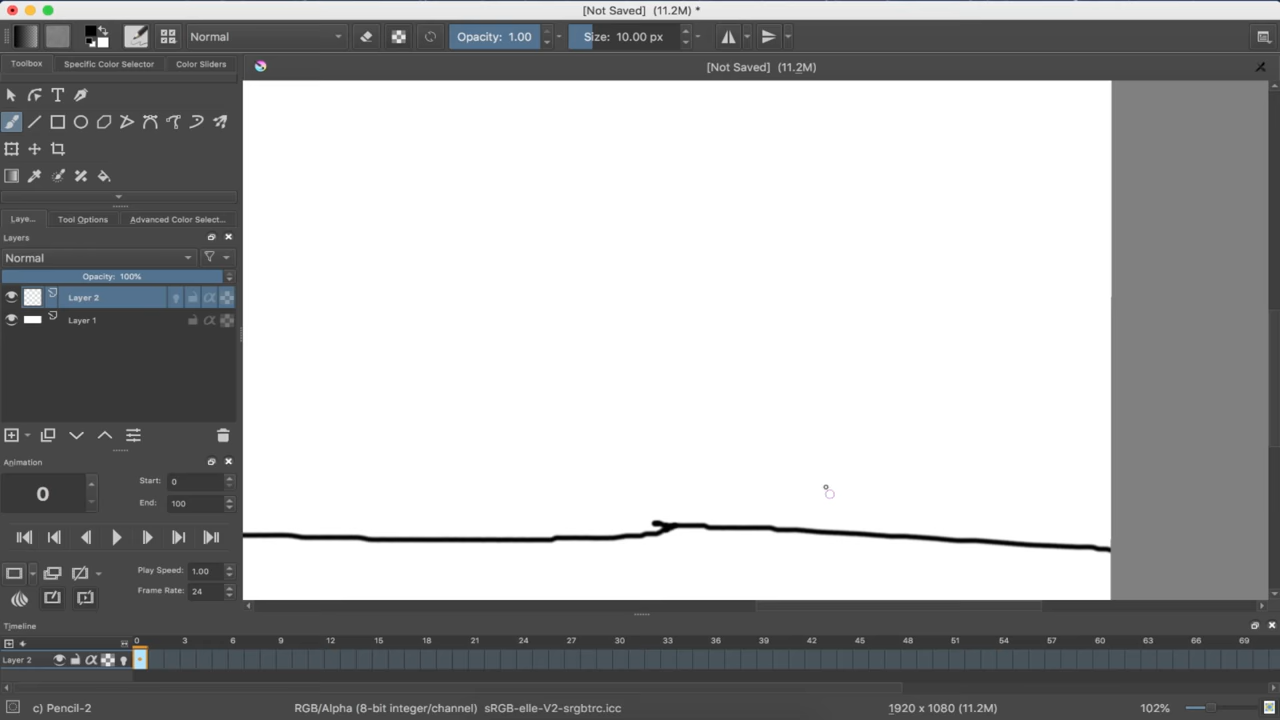 [Not Saved] (11.2M) *
Normal
Opacity: 1.00
Size: 10.00 px
Toolbox
Specific Color Selector
Color Sliders
[Not Saved] (11.2M)
T
Laye...
Tool Options
Advanced Color Select...
Layers
Normal
Opacity: 100%
Layer 2
Layer 1
Animation
0
Start: 0
End: 100
Play Speed: 1.00
Frame Rate: 24
Timeline
0 3 6 9 12 15 18 21 24 27 30 33 36 39 42 45 48 51 54 57 60 63 66 69
Layer 2
c) Pencil-2
RGB/Alpha (8-bit integer/channel) sRGB-elle-V2-srgbtrc.icc
1920 x 1080 (11.2M)
102%